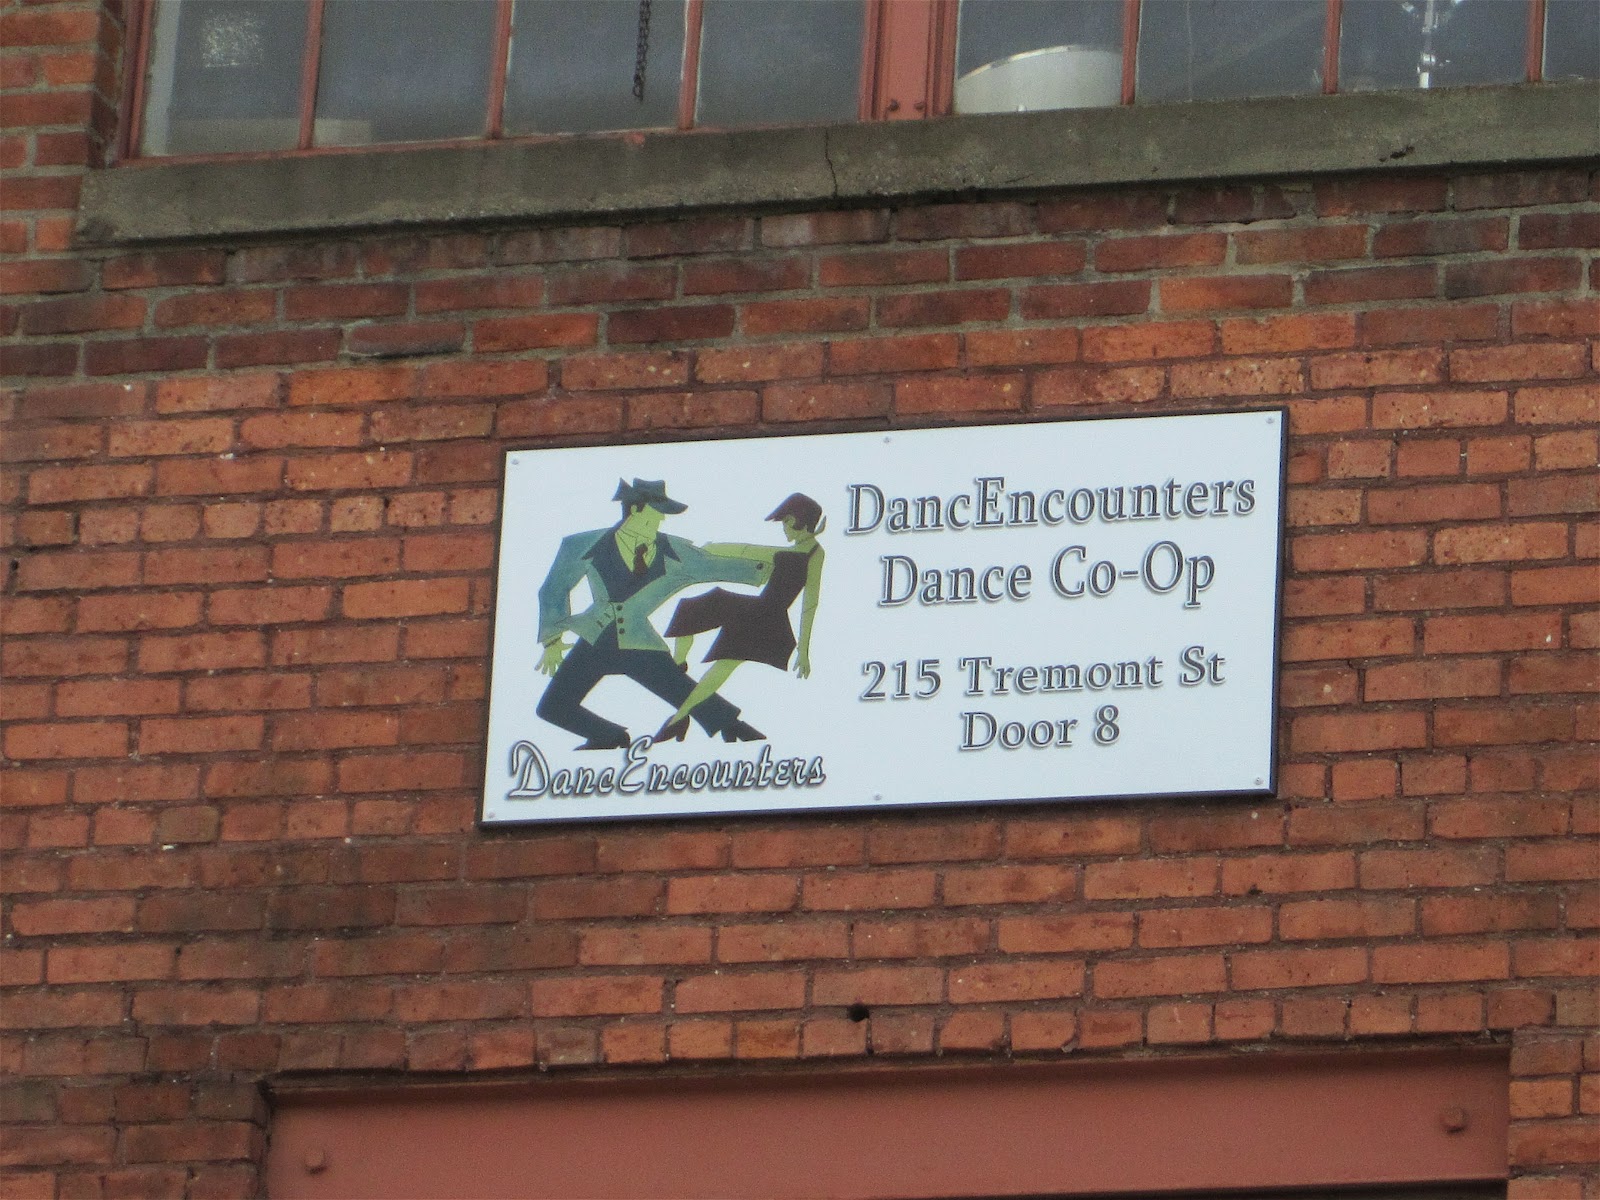 DancEncounters
Dance Co-Op
215 Tremont St
Door 8
DancEncounters